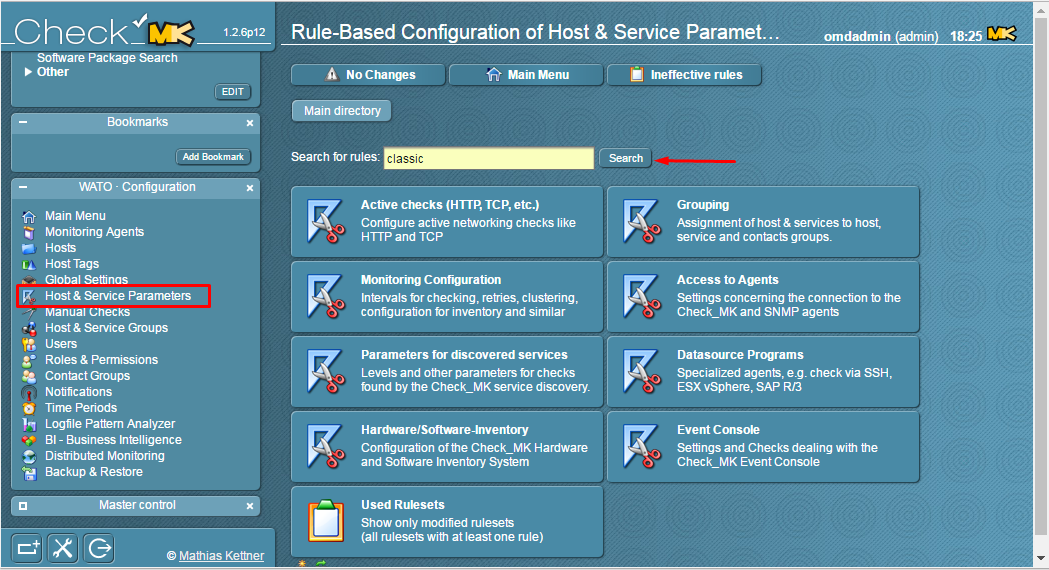 Check MK 1.2.6p12
Software Package Search
Other
EDIT
Bookmarks
Add Bookmark
WATO · Configuration
Main Menu
Monitoring Agents
Hosts
Host Tags
Global Settings
Host & Service Parameters
Manual Checks
Host & Service Groups
Users
Roles & Permissions
Contact Groups
Notifications
Time Periods
Logfile Pattern Analyzer
BI - Business Intelligence
Distributed Monitoring
Backup & Restore
Master control
© Mathias Kettner
Rule-Based Configuration of Host & Service Paramet...
omdadmin (admin) 18:25 MK
No Changes
Main Menu
Ineffective rules
Main directory
Search for rules: classic Search
Active checks (HTTP, TCP, etc.)
Configure active networking checks like
HTTP and TCP
Grouping
Assignment of host & services to host,
service and contacts groups.
Monitoring Configuration
Intervals for checking, retries, clustering,
configuration for inventory and similar
Access to Agents
Settings concerning the connection to the
Check_MK and SNMP agents
Parameters for discovered services
Levels and other parameters for checks
found by the Check_MK service discovery.
Datasource Programs
Specialized agents, e.g. check via SSH,
ESX vSphere, SAP R/3
Hardware/Software-Inventory
Configuration of the Check_MK Hardware
and Software Inventory System
Event Console
Settings and Checks dealing with the
Check_MK Event Console
Used Rulesets
Show only modified rulesets
(all rulesets with at least one rule)